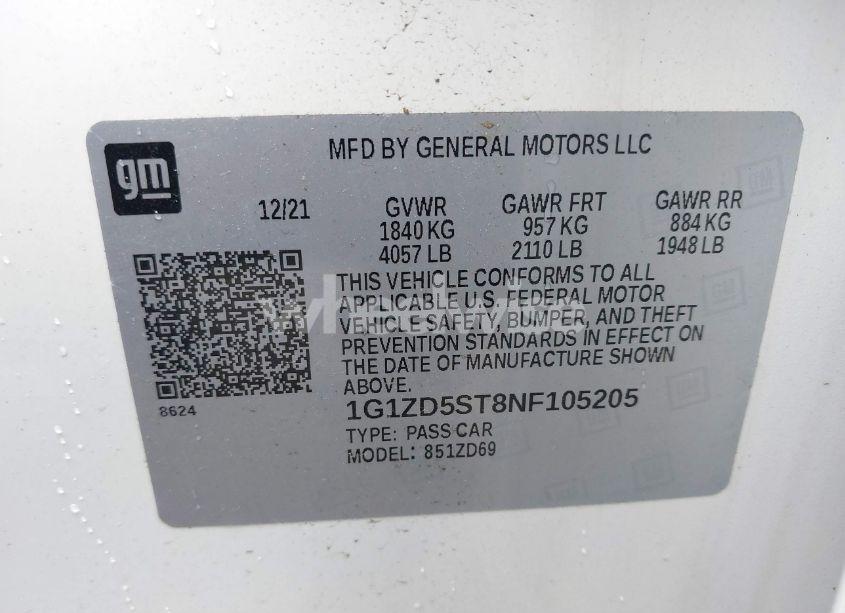 gm
MFD BY GENERAL MOTORS LLC
12/21 GVWR GAWR FRT GAWR RR
1840 KG 957 KG 884 KG
4057 LB 2110 LB 1948 LB
THIS VEHICLE CONFORMS TO ALL
APPLICABLE U.S. FEDERAL MOTOR
VEHICLE SAFETY, BUMPER, AND THEFT
PREVENTION STANDARDS IN EFFECT ON
THE DATE OF MANUFACTURE SHOWN
ABOVE.
8624
1G1ZD5ST8NF105205
TYPE: PASS CAR
MODEL: 851ZD69